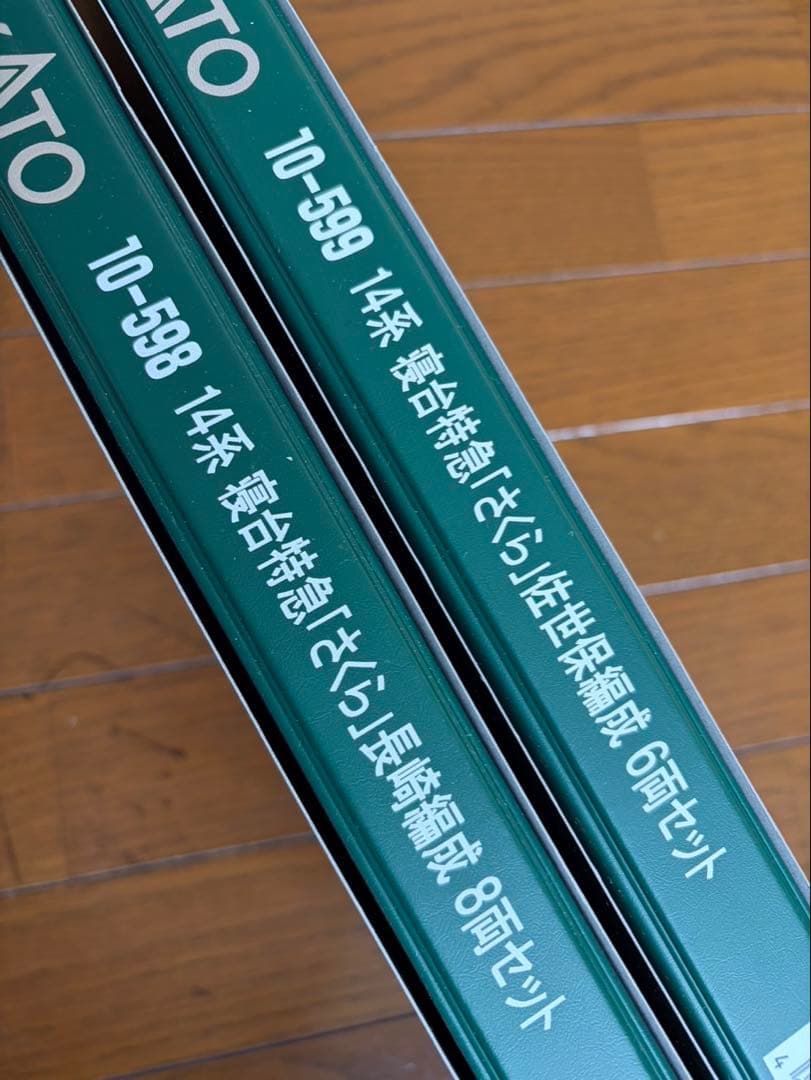 KATO 10-598 14系 寝台特急「さくら」長崎編成 8両セット
ATO 10-599 14系 寝台特急「さくら」佐世保編成 6両セット
4